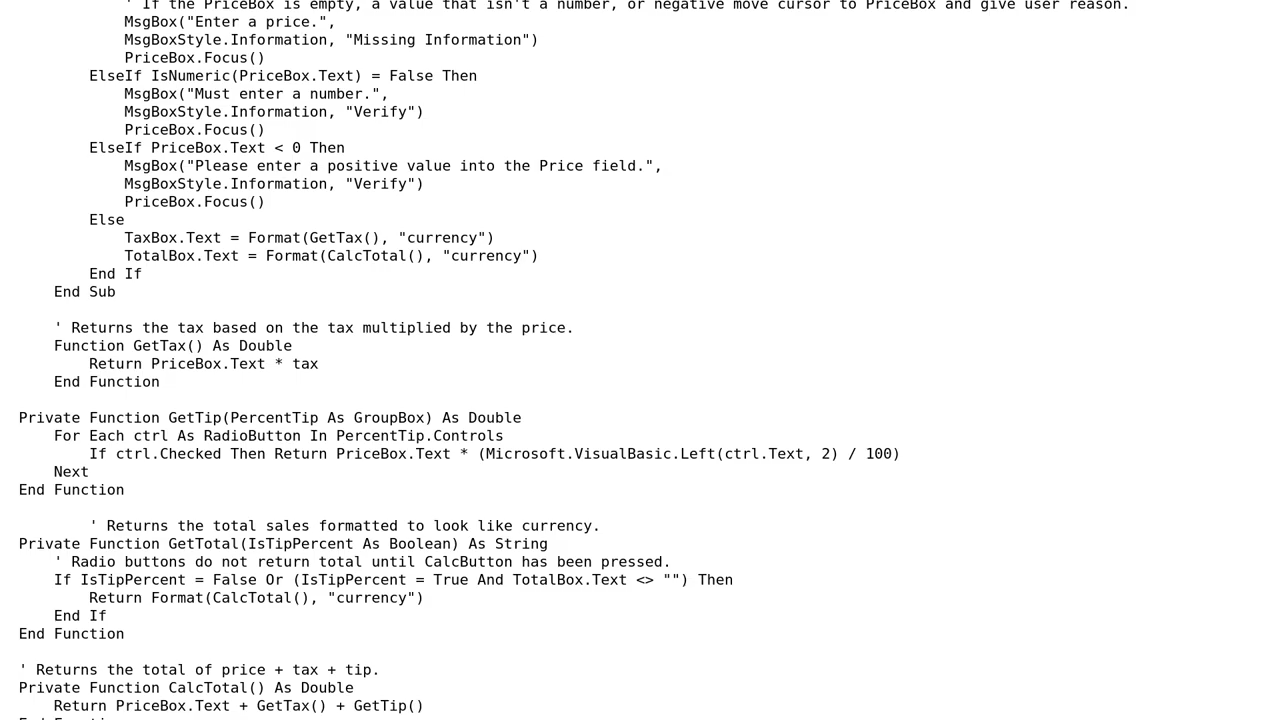 ' If the PriceBox is empty, a value that isn't a number, or negative move cursor to PriceBox and give user reason.
MsgBox("Enter a price.",
MsgBoxStyle.Information, "Missing Information")
PriceBox.Focus()
ElseIf IsNumeric(PriceBox.Text) = False Then
MsgBox("Must enter a number.",
MsgBoxStyle.Information, "Verify")
PriceBox.Focus()
ElseIf PriceBox.Text < 0 Then
MsgBox("Please enter a positive value into the Price field.",
MsgBoxStyle.Information, "Verify")
PriceBox.Focus()
Else
TaxBox.Text = Format(GetTax(), "currency")
TotalBox.Text = Format(CalcTotal(), "currency")
End If
End Sub
' Returns the tax based on the tax multiplied by the price.
Function GetTax() As Double
Return PriceBox.Text * tax
End Function
Private Function GetTip(PercentTip As GroupBox) As Double
For Each ctrl As RadioButton In PercentTip.Controls
If ctrl.Checked Then Return PriceBox.Text * (Microsoft.VisualBasic.Left(ctrl.Text, 2) / 100)
Next
End Function
' Returns the total sales formatted to look like currency.
Private Function GetTotal(IsTipPercent As Boolean) As String
' Radio buttons do not return total until CalcButton has been pressed.
If IsTipPercent = False Or (IsTipPercent = True And TotalBox.Text <> "") Then
Return Format(CalcTotal(), "currency")
End If
End Function
' Returns the total of price + tax + tip.
Private Function CalcTotal() As Double
Return PriceBox.Text + GetTax() + GetTip()